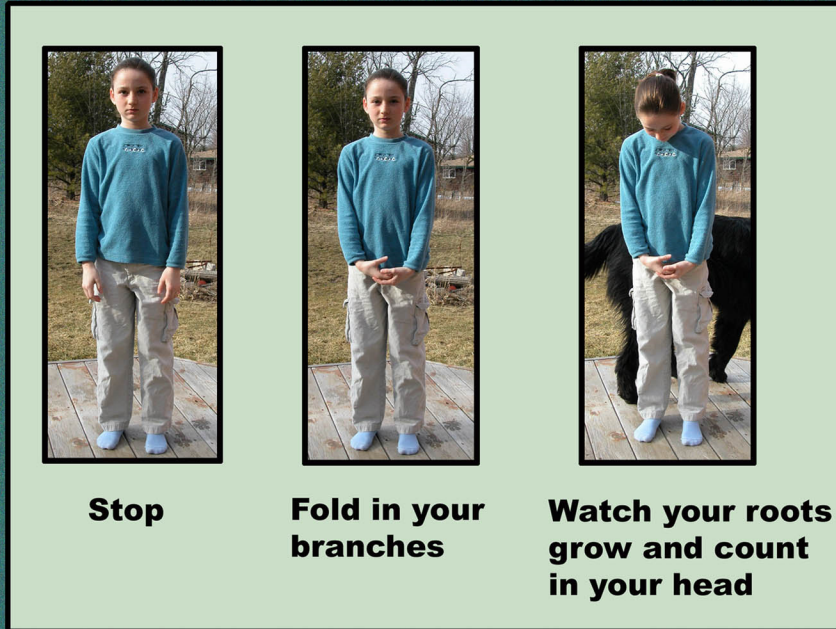 Stop
Fold in your
branches
Watch your roots
grow and count
in your head